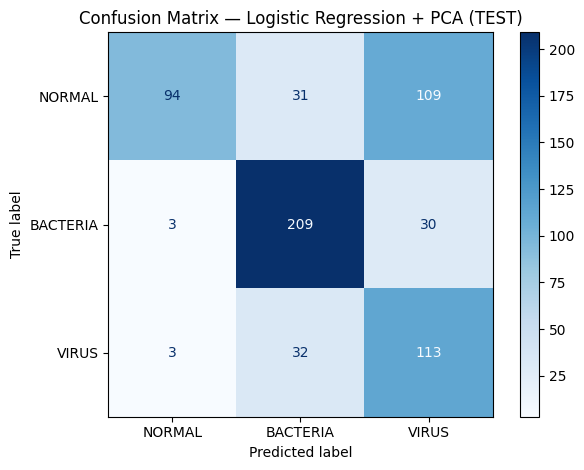 Confusion Matrix — Logistic Regression + PCA (TEST)
True label
NORMAL 94 31 109
BACTERIA 3 209 30
VIRUS 3 32 113
NORMAL BACTERIA VIRUS
Predicted label
200
175
150
125
100
75
50
25